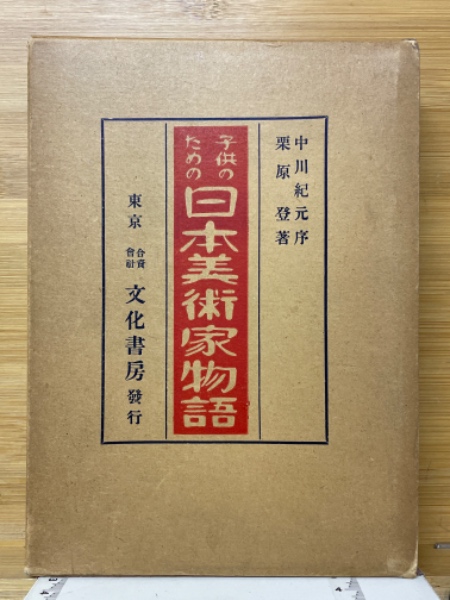 中川紀元序
栗原登著
子供の
ための
日本美術家物語
東京 合資會社 文化書房發行